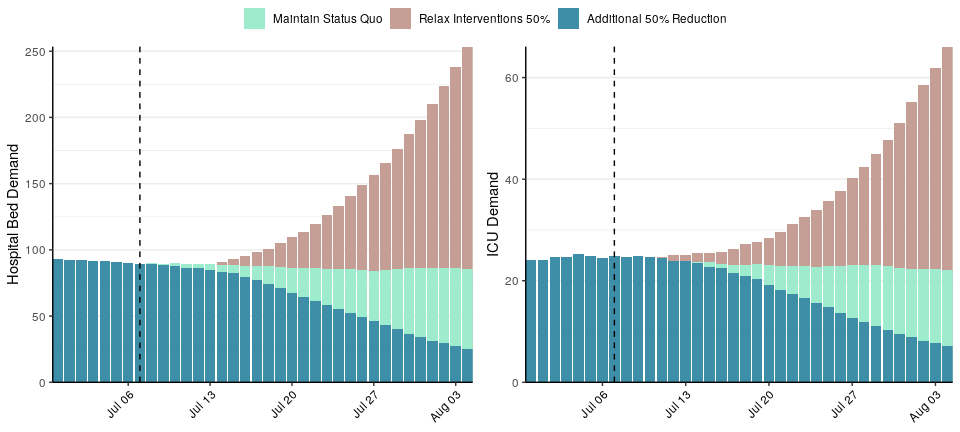 Maintain Status Quo Relax Interventions 50% Additional 50% Reduction
Hospital Bed Demand
250
200
150
100
50
0
Jul 06 Jul 13 Jul 20 Jul 27 Aug 03
ICU Demand
60
40
20
0
Jul 06 Jul 13 Jul 20 Jul 27 Aug 03